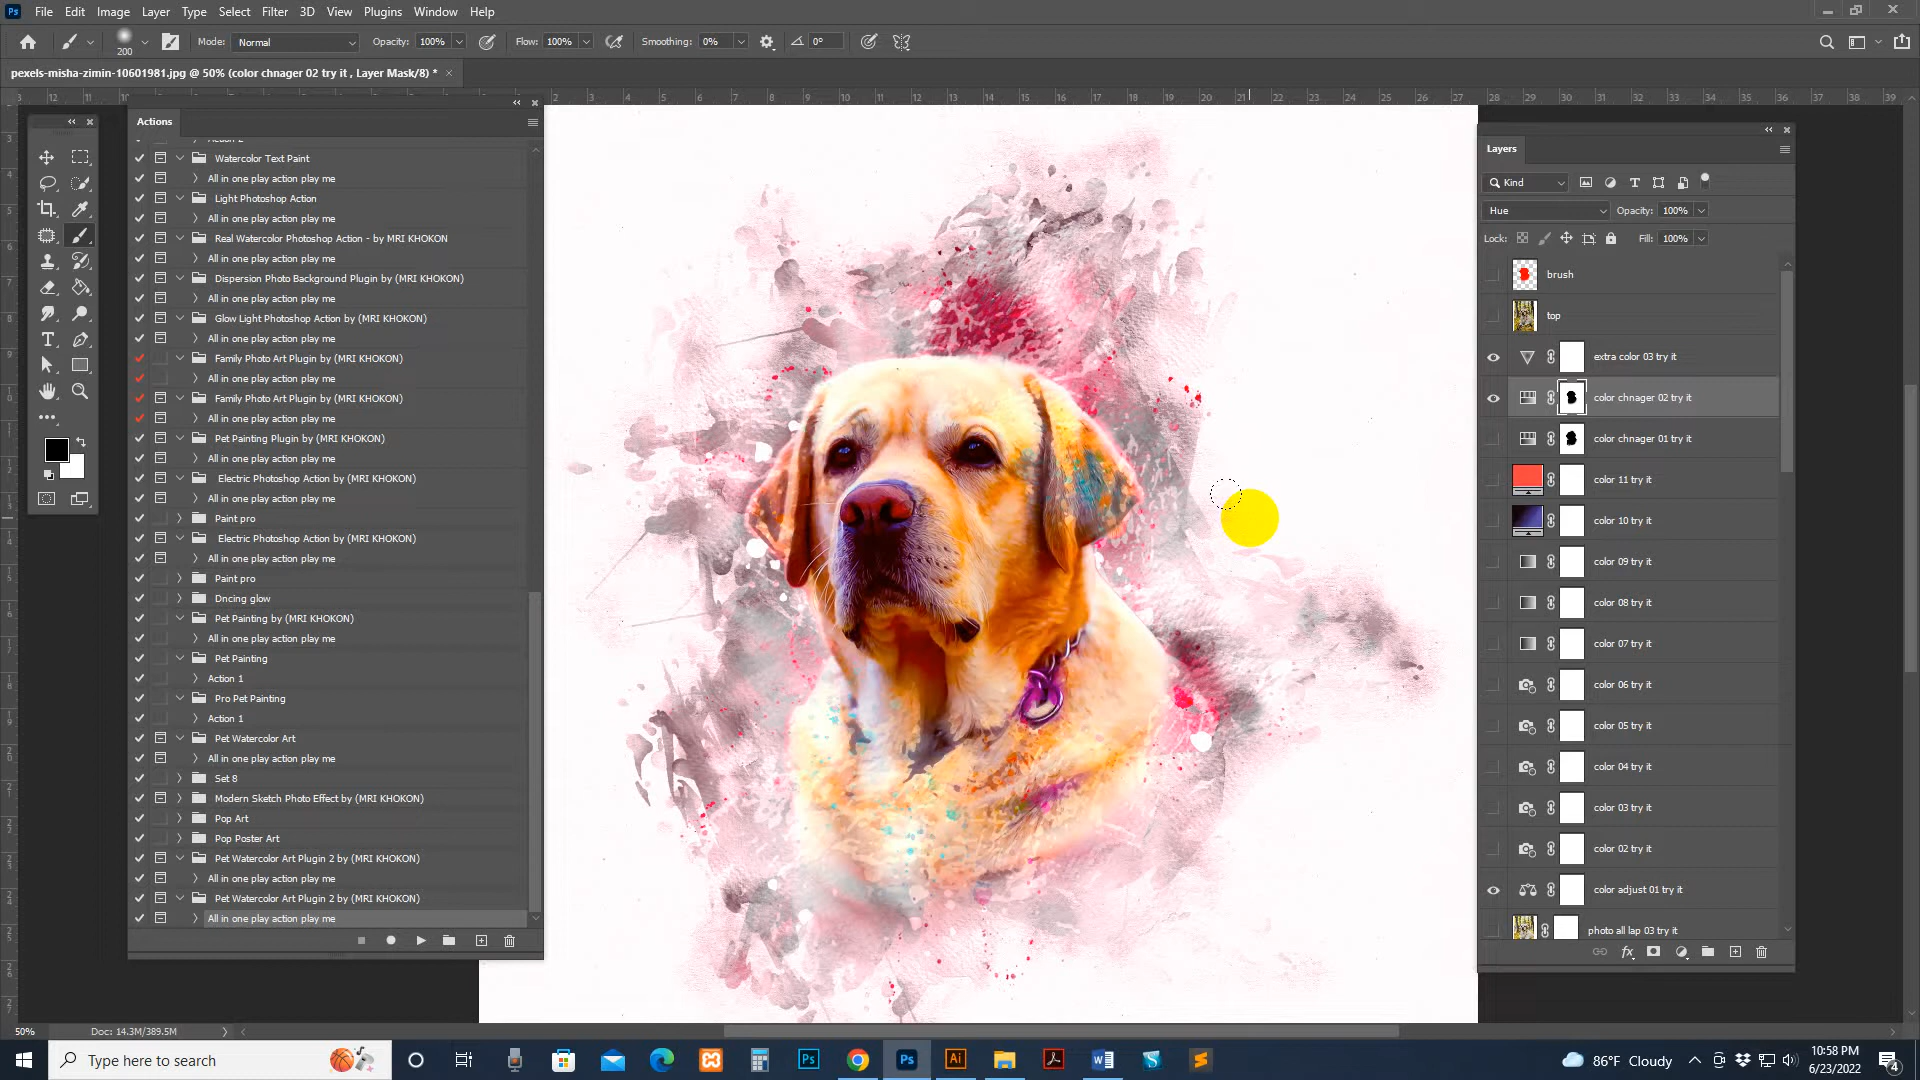 File Edit Image Layer Type Select Filter 3D View Plugins Window Help
200 Mode: Normal Opacity: 100% Flow: 100% Smoothing: 0% 0°
pexels-misha-zimin-10601981.jpg @ 50% (color chnager 02 try it , Layer Mask/8) *
Actions
Watercolor Text Paint
All in one play action play me
Light Photoshop Action
All in one play action play me
Real Watercolor Photoshop Action - by MRI KHOKON
All in one play action play me
Dispersion Photo Background Plugin by (MRI KHOKON)
All in one play action play me
Glow Light Photoshop Action by (MRI KHOKON)
All in one play action play me
Family Photo Art Plugin by (MRI KHOKON)
All in one play action play me
Family Photo Art Plugin by (MRI KHOKON)
All in one play action play me
Pet Painting Plugin by (MRI KHOKON)
All in one play action play me
Electric Photoshop Action by (MRI KHOKON)
All in one play action play me
Paint pro
Electric Photoshop Action by (MRI KHOKON)
All in one play action play me
Paint pro
Dncing glow
Pet Painting by (MRI KHOKON)
All in one play action play me
Pet Painting
Action 1
Pro Pet Painting
Action 1
Pet Watercolor Art
All in one play action play me
Set 8
Modern Sketch Photo Effect by (MRI KHOKON)
Pop Art
Pop Poster Art
Pet Watercolor Art Plugin 2 by (MRI KHOKON)
All in one play action play me
Pet Watercolor Art Plugin 2 by (MRI KHOKON)
All in one play action play me
Layers
Kind
Hue Opacity: 100%
Lock: Fill: 100%
brush
top
extra color 03 try it
color chnager 02 try it
color chnager 01 try it
color 11 try it
color 10 try it
color 09 try it
color 08 try it
color 07 try it
color 06 try it
color 05 try it
color 04 try it
color 03 try it
color 02 try it
color adjust 01 try it
photo all lap 03 try it
50% Doc: 14.3M/389.5M
Type here to search
86°F Cloudy
10:58 PM
6/23/2022
4